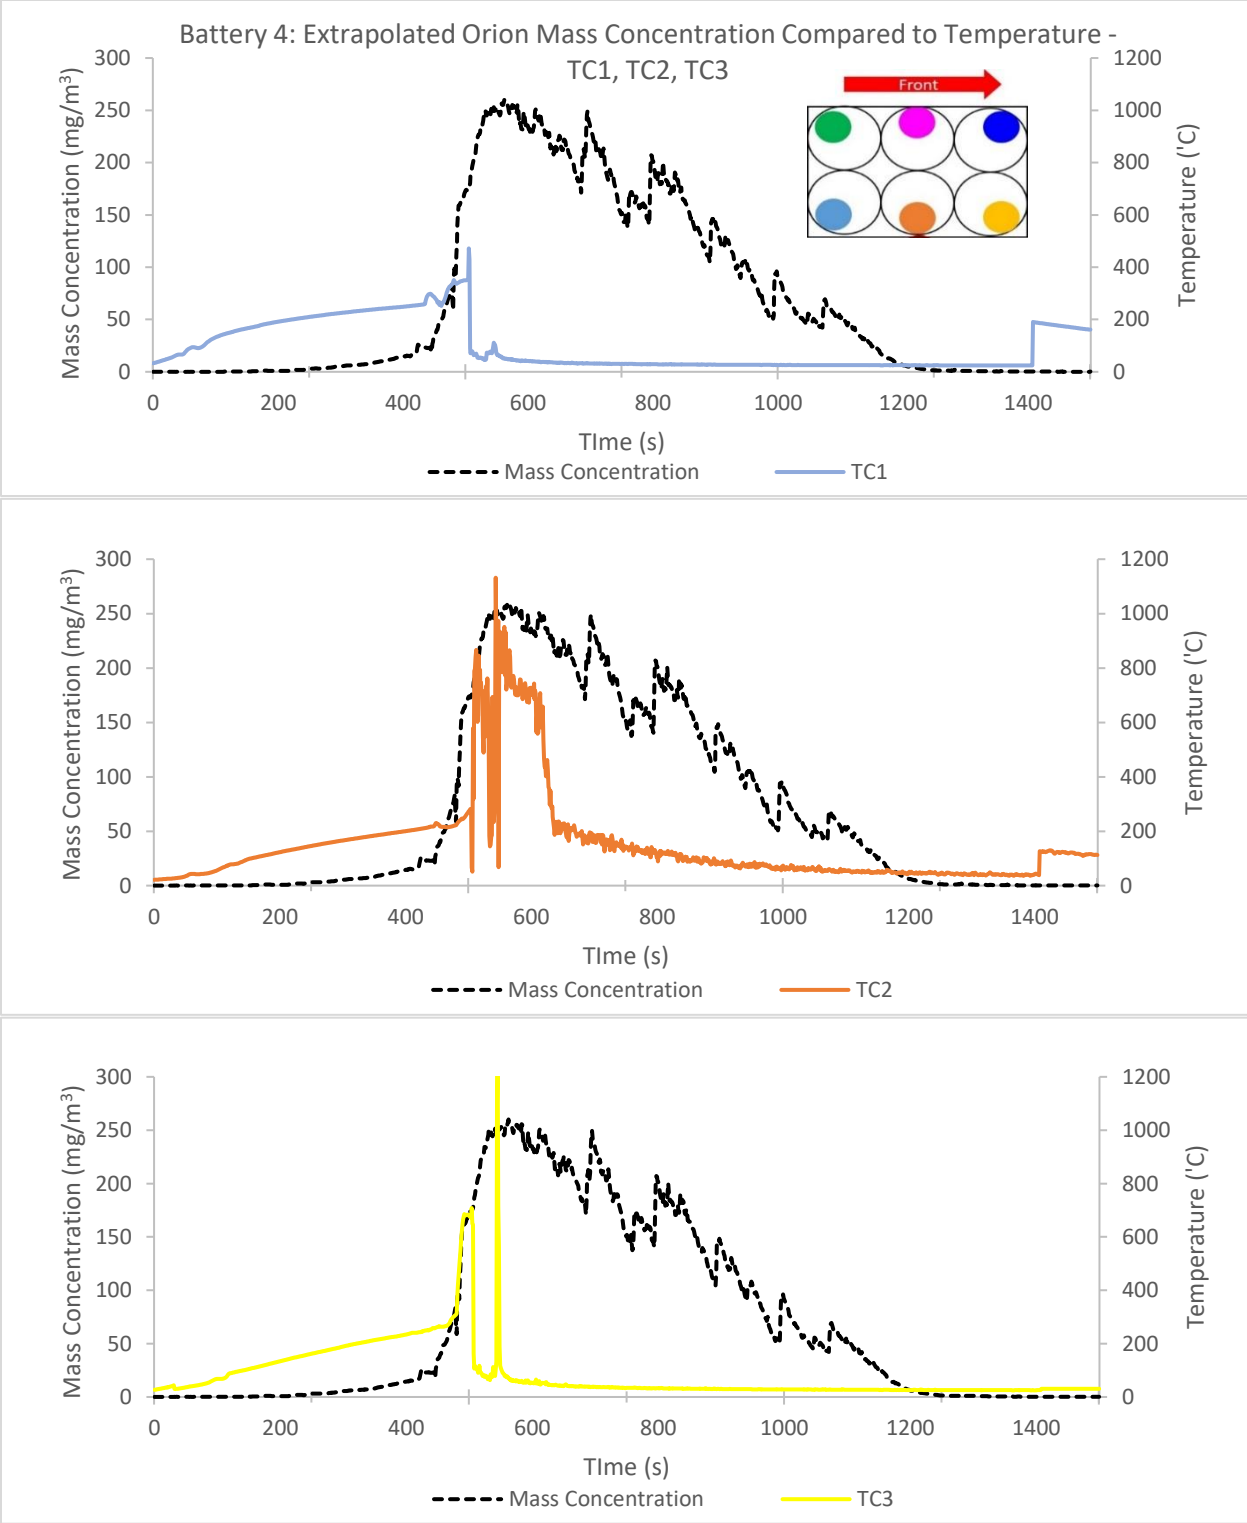 Battery 4: Extrapolated Orion Mass Concentration Compared to Temperature -
TC1, TC2, TC3
Front
Mass Concentration (mg/m³)
300
250
200
150
100
50
0
1200
1000
800
600
400
200
0
Temperature ('C)
0 200 400 600 800 1000 1200 1400
TIme (s)
Mass Concentration TC1
Mass Concentration (mg/m³)
300
250
200
150
100
50
0
1200
1000
800
600
400
200
0
Temperature ('C)
0 200 400 600 800 1000 1200 1400
TIme (s)
Mass Concentration TC2
Mass Concentration (mg/m³)
300
250
200
150
100
50
0
1200
1000
800
600
400
200
0
Temperature ('C)
0 200 400 600 800 1000 1200 1400
TIme (s)
Mass Concentration TC3